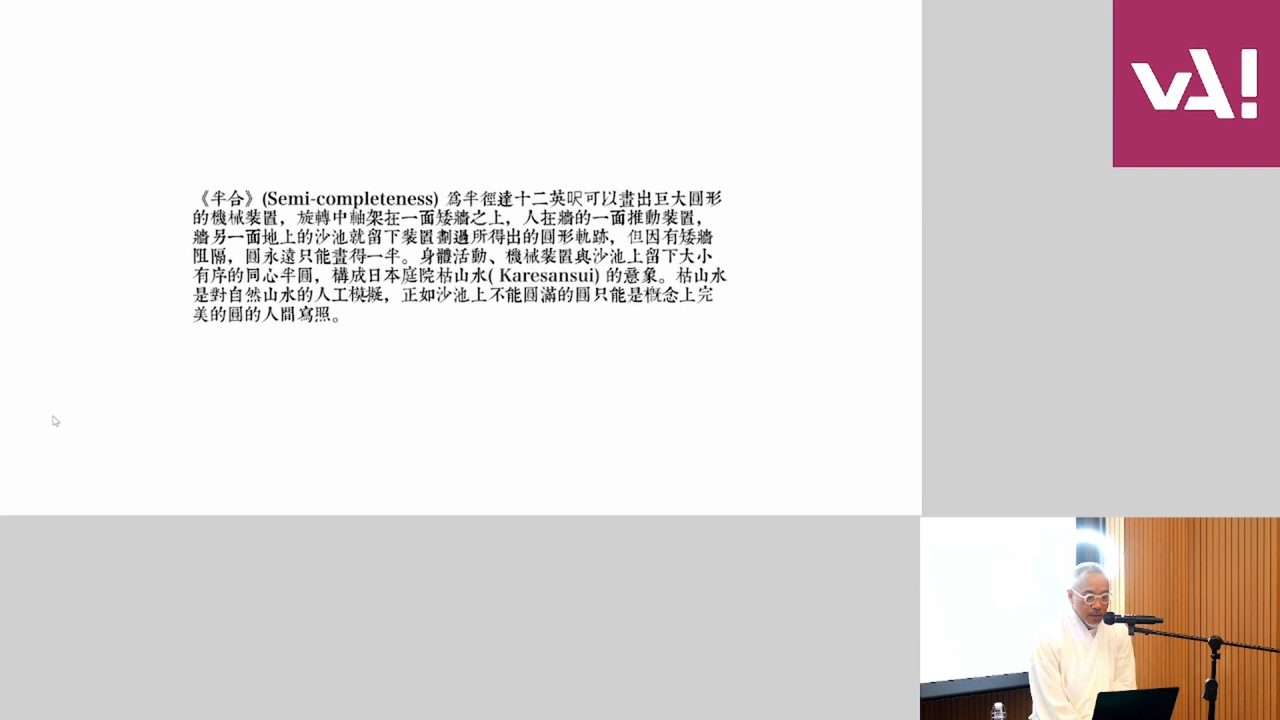 《半合》(Semi-completeness) 為半徑達十二英呎可以畫出巨大圓形
的機械裝置，旋轉中軸架在一面矮牆之上，人在牆的一面推動裝置，
牆另一面地上的沙池就留下裝置劃過所得出的圓形軌跡，但因有矮牆
阻隔，圓永遠只能畫得一半。身體活動、機械裝置與沙池上留下大小
有序的同心半圓，構成日本庭院枯山水( Karesansui) 的意象。枯山水
是對自然山水的人工模擬，正如沙池上不能圓滿的圓只能是概念上完
美的圓的人間寫照。
vA!